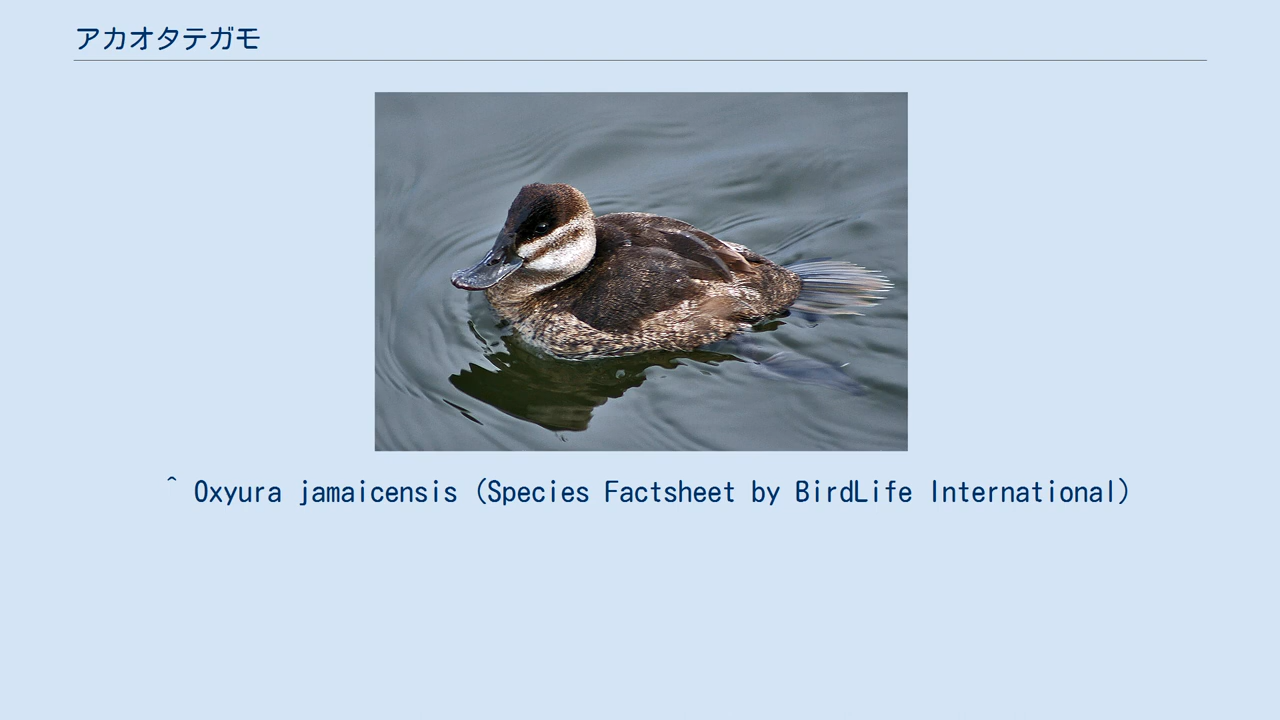 アカオタテガモ
^ Oxyura jamaicensis (Species Factsheet by BirdLife International)